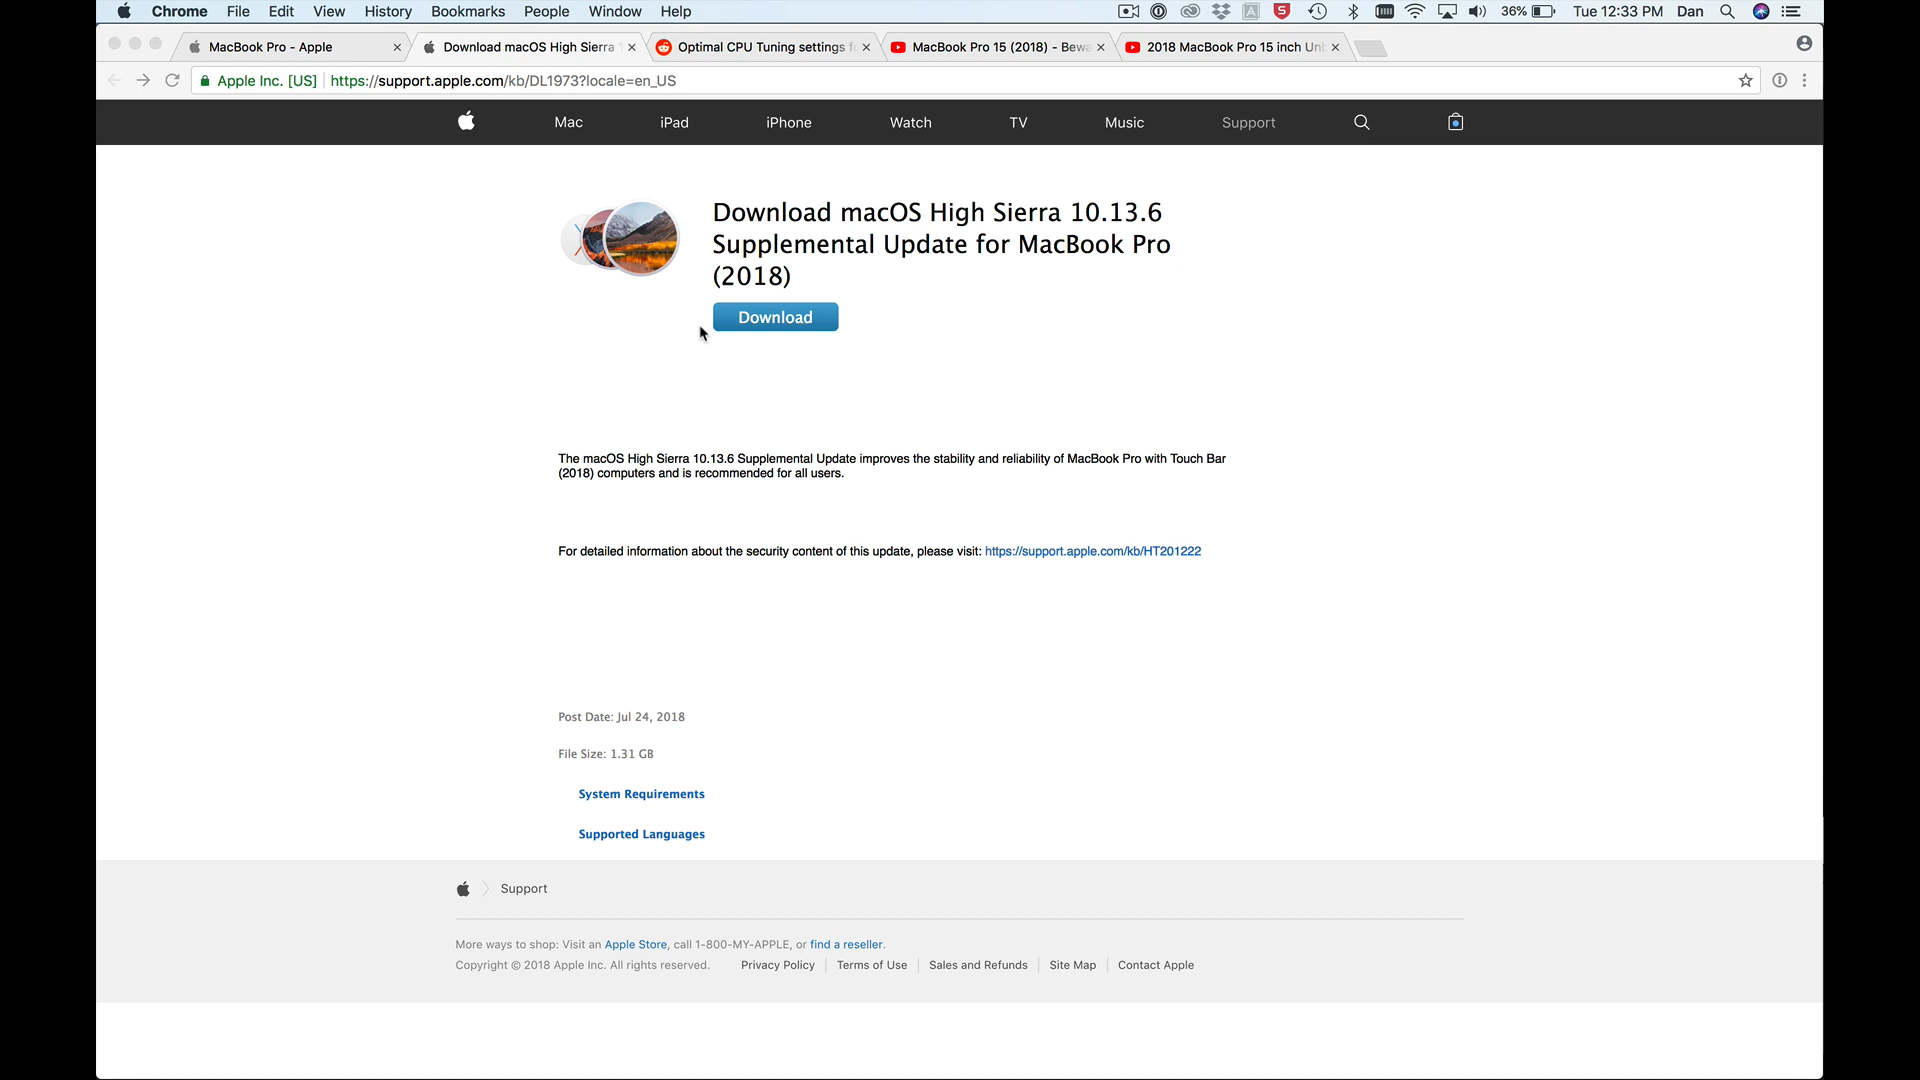 Chrome File Edit View History Bookmarks People Window Help 36% Tue 12:33 PM Dan
MacBook Pro - Apple Download macOS High Sierra Optimal CPU Tuning settings MacBook Pro 15 (2018) - 2018 MacBook Pro 15 inch
Apple Inc. [US] https://support.apple.com/kb/DL1973?locale=en_US
Mac iPad iPhone Watch TV Music Support
Download macOS High Sierra 10.13.6
Supplemental Update for MacBook Pro
(2018)
Download
The macOS High Sierra 10.13.6 Supplemental Update improves the stability and reliability of MacBook Pro with Touch Bar
(2018) computers and is recommended for all users.
For detailed information about the security content of this update, please visit: https://support.apple.com/kb/HT201222
Post Date: Jul 24, 2018
File Size: 1.31 GB
System Requirements
Supported Languages
Support
More ways to shop: Visit an Apple Store, call 1-800-MY-APPLE, or find a reseller.
Copyright © 2018 Apple Inc. All rights reserved. Privacy Policy Terms of Use Sales and Refunds Site Map Contact Apple